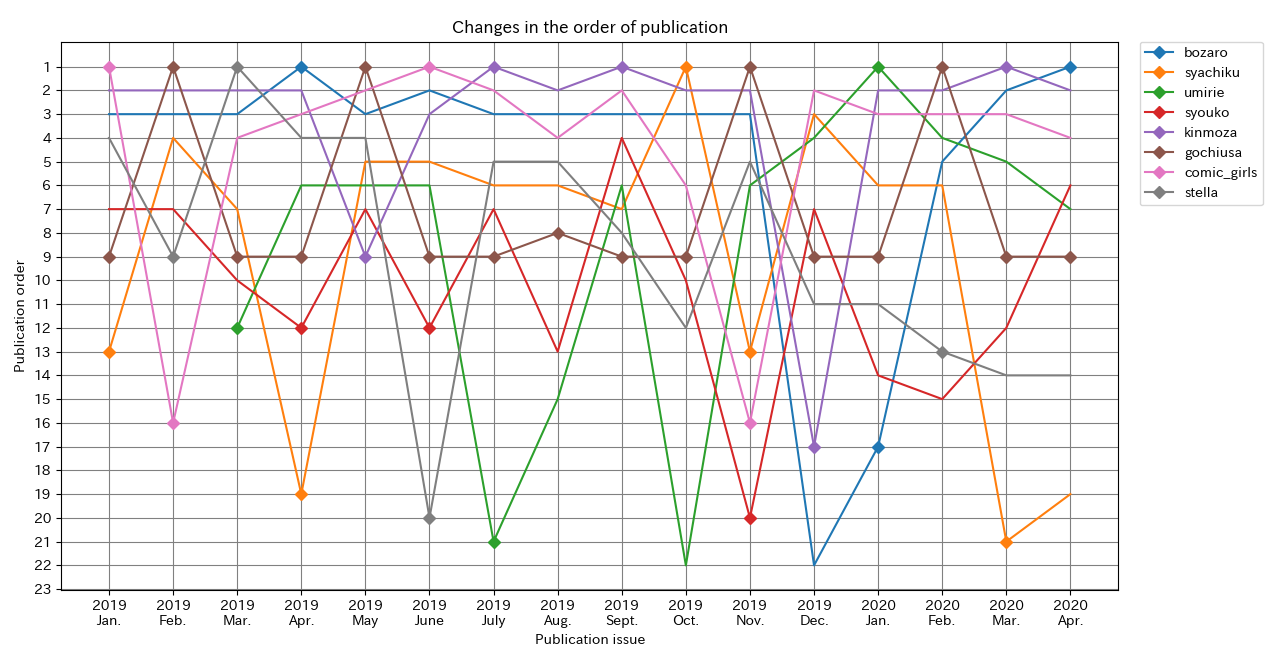 Changes in the order of publication
Publication order
1
2
3
4
5
6
7
8
9
10
11
12
13
14
15
16
17
18
19
20
21
22
23
2019 Jan.
2019 Feb.
2019 Mar.
2019 Apr.
2019 May
2019 June
2019 July
2019 Aug.
2019 Sept.
2019 Oct.
2019 Nov.
2019 Dec.
2020 Jan.
2020 Feb.
2020 Mar.
2020 Apr.
Publication issue
bozaro
syachiku
umirie
syouko
kinmoza
gochiusa
comic_girls
stella